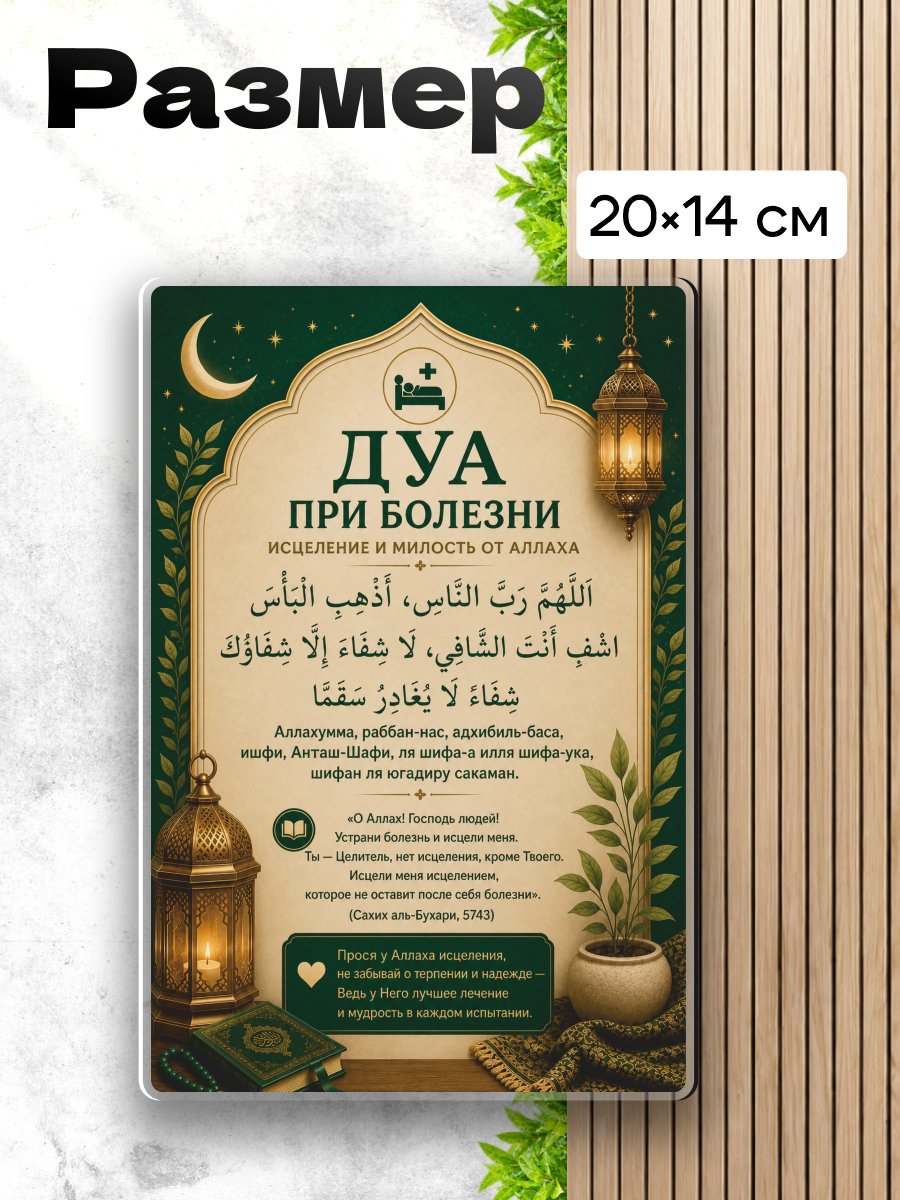 Размер
20×14 см
ДУА
ПРИ БОЛЕЗНИ
ИСЦЕЛЕНИЕ И МИЛОСТЬ ОТ АЛЛАХА
اَللَّهُمَّ رَبَّ النَّاسِ، أَذْهِبِ الْبَأْسَ
اشْفِ أَنْتَ الشَّافِي، لَا شِفَاءَ إِلَّا شِفَاؤُكَ
شِفَاءً لَا يُغَادِرُ سَقَمًّا
Аллахумма, раббан-нас, адхибиль-баса,
ишфи, Анташ-Шафи, ля шифа-а илля шифа-ука,
шифан ля югадиру сакаман.
«О Аллах! Господь людей!
Устрани болезнь и исцели меня.
Ты — Целитель, нет исцеления, кроме Твоего.
Исцели меня исцелением,
которое не оставит после себя болезни».
(Сахих аль-Бухари, 5743)
Прося у Аллаха исцеления,
не забывай о терпении и надежде —
Ведь у Него лучшее лечение
и мудрость в каждом испытании.